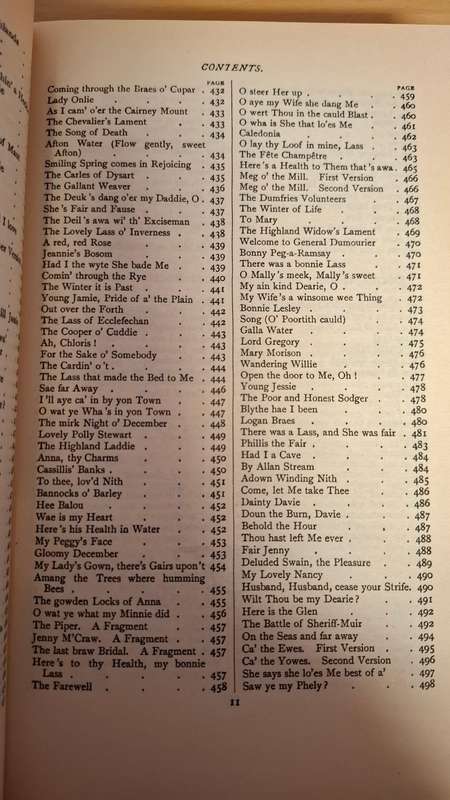 CONTENTS.
PAGE
Coming through the Braes o' Cupar . 432
Lady Onlie . . . . 432
As I cam' o'er the Cairney Mount . 433
The Chevalier's Lament . . 433
The Song of Death . . . 434
Afton Water (Flow gently, sweet
Afton) . . . . 434
Smiling Spring comes in Rejoicing . 435
The Carles of Dysart . . 435
The Gallant Weaver . . . 436
The Deuk's dang o'er my Daddie, O . 437
She's Fair and Fause . . . 437
The Deil's awa wi' th' Exciseman . 438
The Lovely Lass o' Inverness . . 438
A red, red Rose . . . 439
Jeannie's Bosom . . . 439
Had I the wyte She bade Me . . 439
Comin' through the Rye . . 440
The Winter it is Past . . . 441
Young Jamie, Pride of a' the Plain . 441
Out over the Forth . . . 442
The Lass of Ecclefechan . . 442
The Cooper o' Cuddie . . . 443
Ah, Chloris ! . . . . 443
For the Sake o' Somebody . . 443
The Cardin' o't . . . . 444
The Lass that made the Bed to Me . 444
Sae far Away . . . . 446
I'll aye ca' in by yon Town . . 447
O wat ye Wha's in yon Town . . 447
The mirk Night o' December . . 448
Lovely Polly Stewart . . . 449
The Highland Laddie . . . 449
Anna, thy Charms . . . 450
Cassillis' Banks . . . . 450
To thee, lov'd Nith . . . 451
Bannocks o' Barley . . . 451
Hee Balou . . . . 452
Wae is my Heart . . . 452
Here's his Health in Water . . 452
My Peggy's Face . . . 453
Gloomy December . . . 453
My Lady's Gown, there's Gairs upon't 454
Amang the Trees where humming
Bees . . . . . 455
The gowden Locks of Anna . . 455
O wat ye what my Minnie did . . 456
The Piper. A Fragment . . 457
Jenny M'Craw. A Fragment . . 457
The last braw Bridal. A Fragment . 457
Here's to thy Health, my bonnie
Lass . . . . . 457
The Farewell . . . . 458
PAGE
O steer Her up . . . . 459
O aye my Wife she dang Me . . 460
O wert Thou in the cauld Blast . . 460
O wha is She that lo'es Me . . 461
Caledonia . . . . 462
O lay thy Loof in mine, Lass . . 463
The Fête Champêtre . . . 463
Here's a Health to Them that's awa . 465
Meg o' the Mill. First Version . 466
Meg o' the Mill. Second Version . 466
The Dumfries Volunteers . . 467
The Winter of Life . . . 468
To Mary . . . . 468
The Highland Widow's Lament . 469
Welcome to General Dumourier . 470
Bonny Peg-a-Ramsay . . . 470
There was a bonnie Lass . . 471
O Mally's meek, Mally's sweet . 471
My ain kind Dearie, O . . . 472
My Wife's a winsome wee Thing . 472
Bonnie Lesley . . . . 473
Song (O' Poortith cauld) . . 474
Galla Water . . . . 474
Lord Gregory . . . . 475
Mary Morison . . . . 476
Wandering Willie . . . 476
Open the door to Me, Oh ! . . 477
Young Jessie . . . . 478
The Poor and Honest Sodger . . 478
Blythe hae I been . . . 480
Logan Braes . . . . 480
There was a Lass, and She was fair . 481
Phillis the Fair . . . . 483
Had I a Cave . . . . 484
By Allan Stream . . . 484
Adown Winding Nith . . . 485
Come, let me take Thee . . 486
Dainty Davie . . . . 486
Doun the Burn, Davie . . . 487
Behold the Hour . . . 487
Thou hast left Me ever . . . 488
Fair Jenny . . . . 488
Deluded Swain, the Pleasure . . 489
My Lovely Nancy . . . 490
Husband, Husband, cease your Strife. 490
Wilt Thou be my Dearie ? . . 491
Here is the Glen . . . 492
The Battle of Sheriff-Muir . . 492
On the Seas and far away . . 494
Ca' the Ewes. First Version . . 495
Ca' the Yowes. Second Version . 496
She says she lo'es Me best of a' . 497
Saw ye my Phely ? . . . 498
11